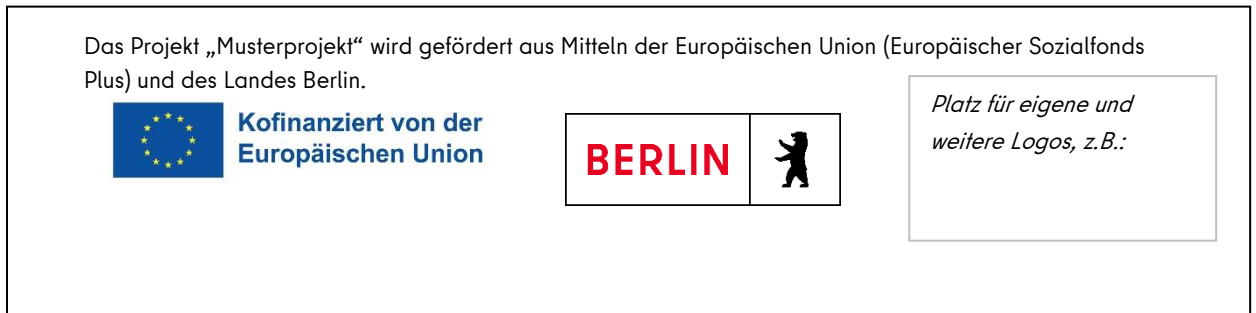 Das Projekt „Musterprojekt“ wird gefördert aus Mitteln der Europäischen Union (Europäischer Sozialfonds
Plus) und des Landes Berlin.
Kofinanziert von der
Europäischen Union
BERLIN
Platz für eigene und
weitere Logos, z.B.: